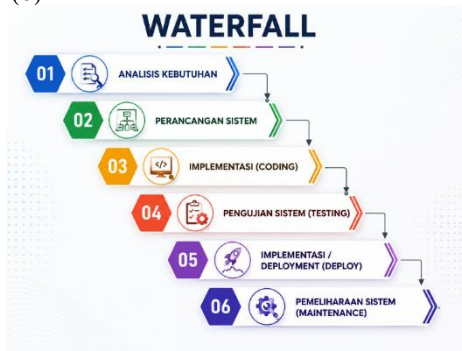 WATERFALL
01 ANALISIS KEBUTUHAN
02 PERANCANGAN SISTEM
03 </> IMPLEMENTASI (CODING)
04 PENGUJIAN SISTEM (TESTING)
05 IMPLEMENTASI /
DEPLOYMENT (DEPLOY)
06 PEMELIHARAAN SISTEM
(MAINTENANCE)